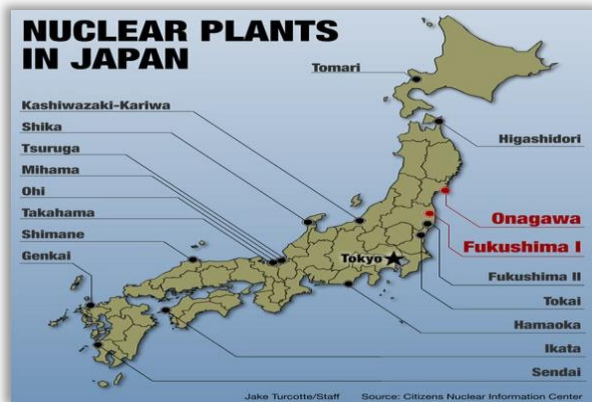 NUCLEAR PLANTS
IN JAPAN
Tomari
Kashiwazaki-Kariwa
Shika
Tsuruga
Mihama
Ohi
Takahama
Shimane
Genkai
Higashidori
Onagawa
Fukushima I
Tokyo
Fukushima II
Tokai
Hamaoka
Ikata
Sendai
Jake Turcotte/Staff Source: Citizens Nuclear Information Center